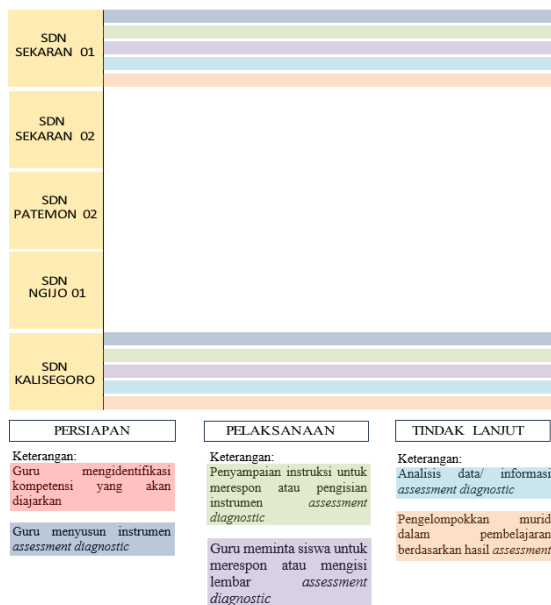 SDN
SEKARAN 01
SDN
SEKARAN 02
SDN
PATEMON 02
SDN
NGIJO 01
SDN
KALISEGORO
PERSIAPAN
Keterangan:
Guru mengidentifikasi
kompetensi yang akan
diajarkan
Guru menyusun instrumen
assessment diagnostic
PELAKSANAAN
Keterangan:
Penyampaian instruksi untuk
merespon atau pengisian
instrumen assessment
diagnostic
Guru meminta siswa untuk
merespon atau mengisi
lembar assessment
diagnostic
TINDAK LANJUT
Keterangan:
Analisis data/ informasi
assessment diagnostic
Pengelompokkan murid
dalam pembelajaran
berdasarkan hasil assessment